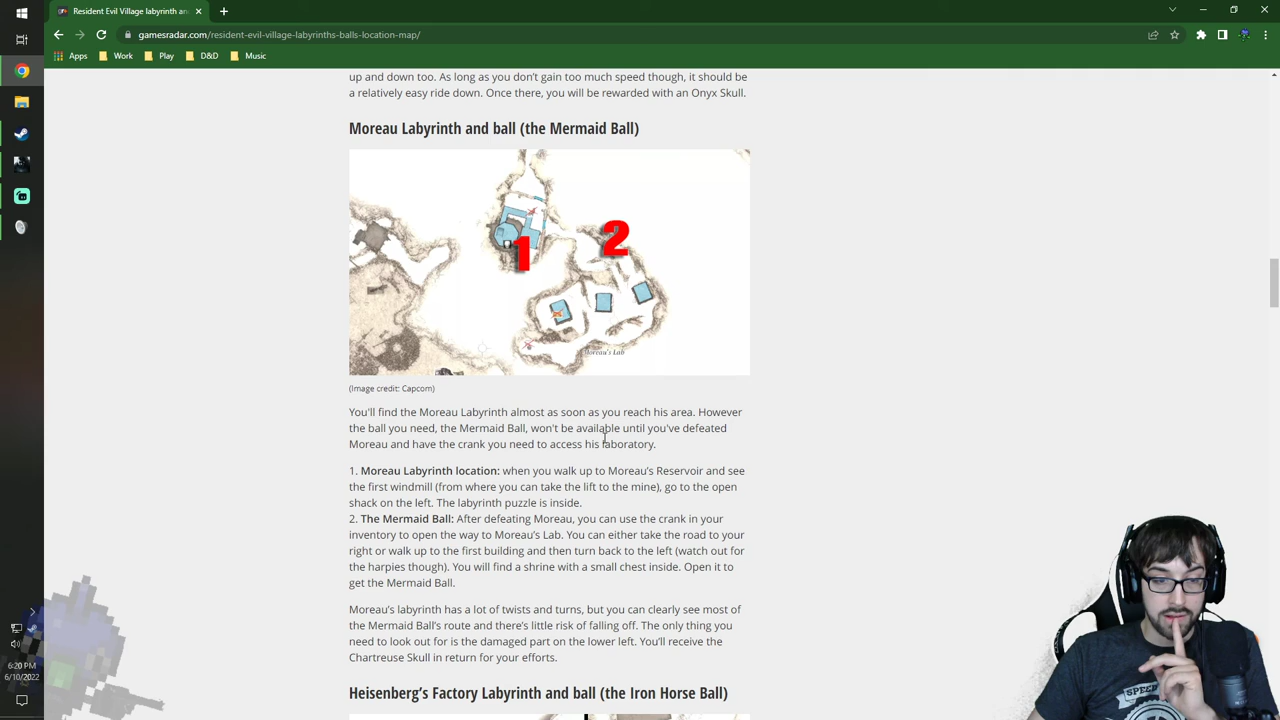 Resident Evil Village labyrinths an
gamesradar.com/resident-evil-village-labyrinths-balls-location-map/
Apps Work Play D&D Music
up and down too. As long as you don't gain too much speed though, it should be
a relatively easy ride down. Once there, you will be rewarded with an Onyx Skull.
Moreau Labyrinth and ball (the Mermaid Ball)
1 2
Moreau's Lab
(Image credit: Capcom)
You'll find the Moreau Labyrinth almost as soon as you reach his area. However
the ball you need, the Mermaid Ball, won't be available until you've defeated
Moreau and have the crank you need to access his laboratory.
1. Moreau Labyrinth location: when you walk up to Moreau's Reservoir and see
the first windmill (from where you can take the lift to the mine), go to the open
shack on the left. The labyrinth puzzle is inside.
2. The Mermaid Ball: After defeating Moreau, you can use the crank in your
inventory to open the way to Moreau's Lab. You can either take the road to your
right or walk up to the first building and then turn back to the left (watch out for
the harpies though). You will find a shrine with a small chest inside. Open it to
get the Mermaid Ball.
Moreau's labyrinth has a lot of twists and turns, but you can clearly see most of
the Mermaid Ball's route and there's little risk of falling off. The only thing you
need to look out for is the damaged part on the lower left. You'll receive the
Chartreuse Skull in return for your efforts.
Heisenberg's Factory Labyrinth and ball (the Iron Horse Ball)
6:20 PM
6/10/2022